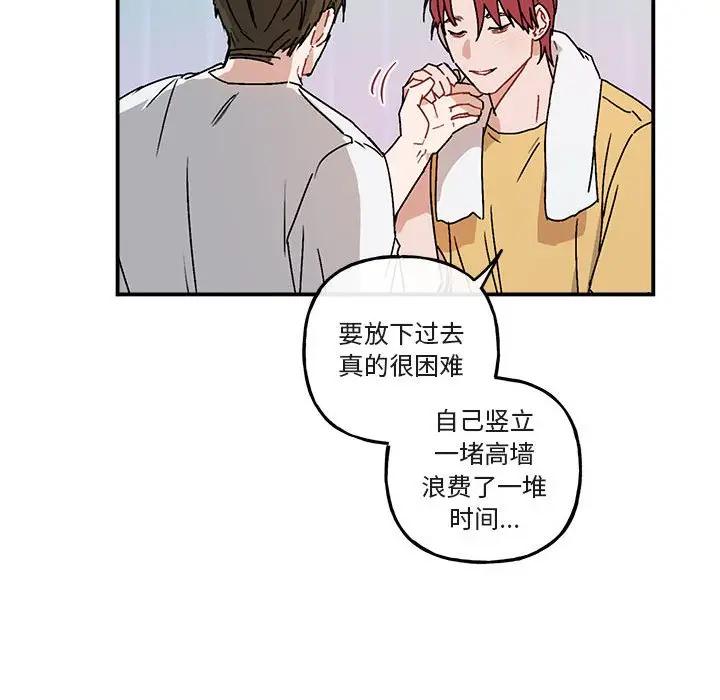 要放下过去
真的很困难
自己竖立
一堵高墙
浪费了一堆
时间...